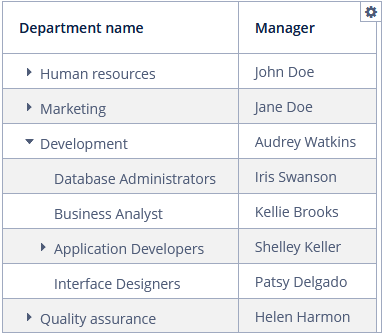 Department name Manager
Human resources John Doe
Marketing Jane Doe
Development Audrey Watkins
Database Administrators Iris Swanson
Business Analyst Kellie Brooks
Application Developers Shelley Keller
Interface Designers Patsy Delgado
Quality assurance Helen Harmon